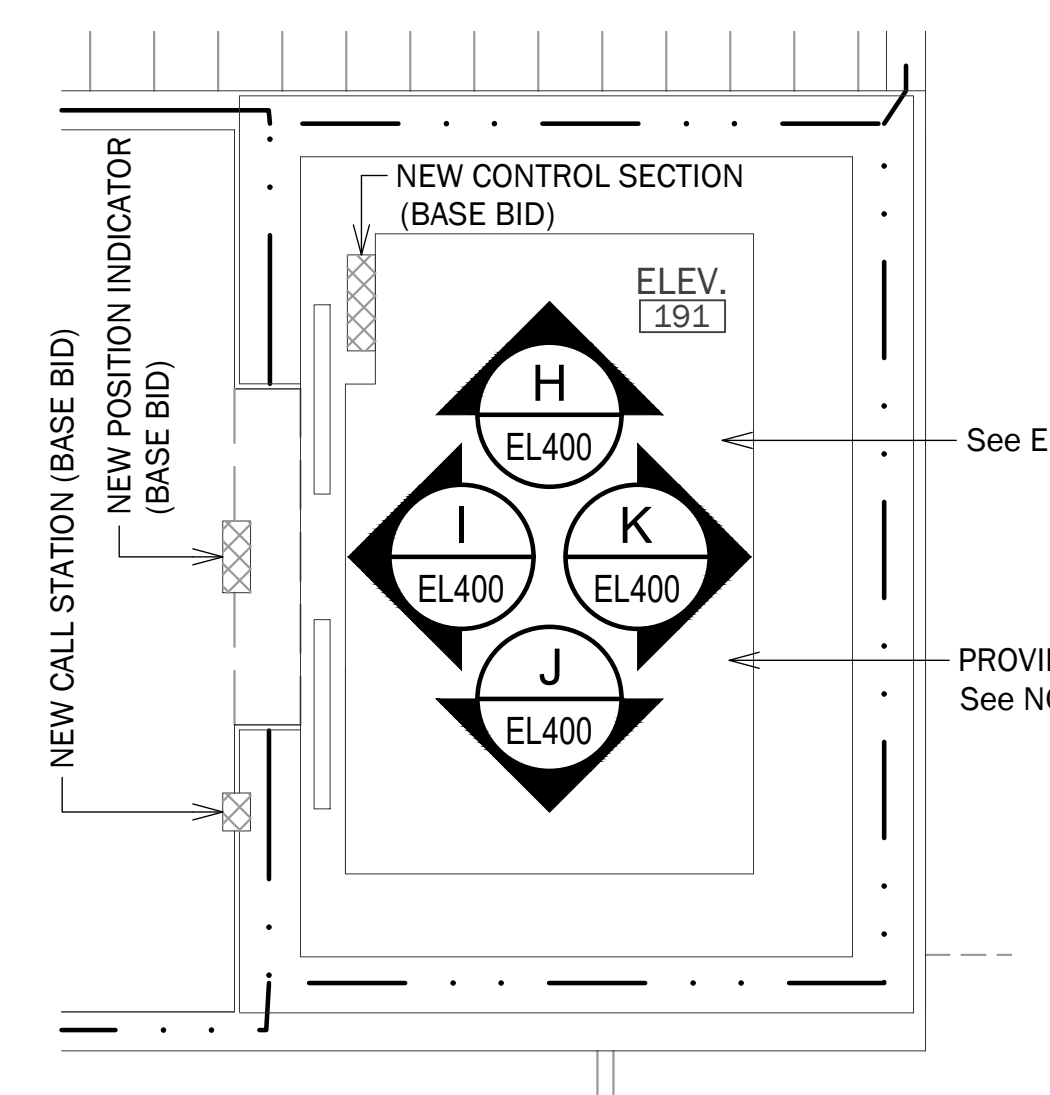 NEW CONTROL SECTION
(BASE BID)
NEW POSITION INDICATOR
(BASE BID)
NEW CALL STATION (BASE BID)
ELEV.
191
H
EL400
I
EL400
K
EL400
J
EL400
See
See